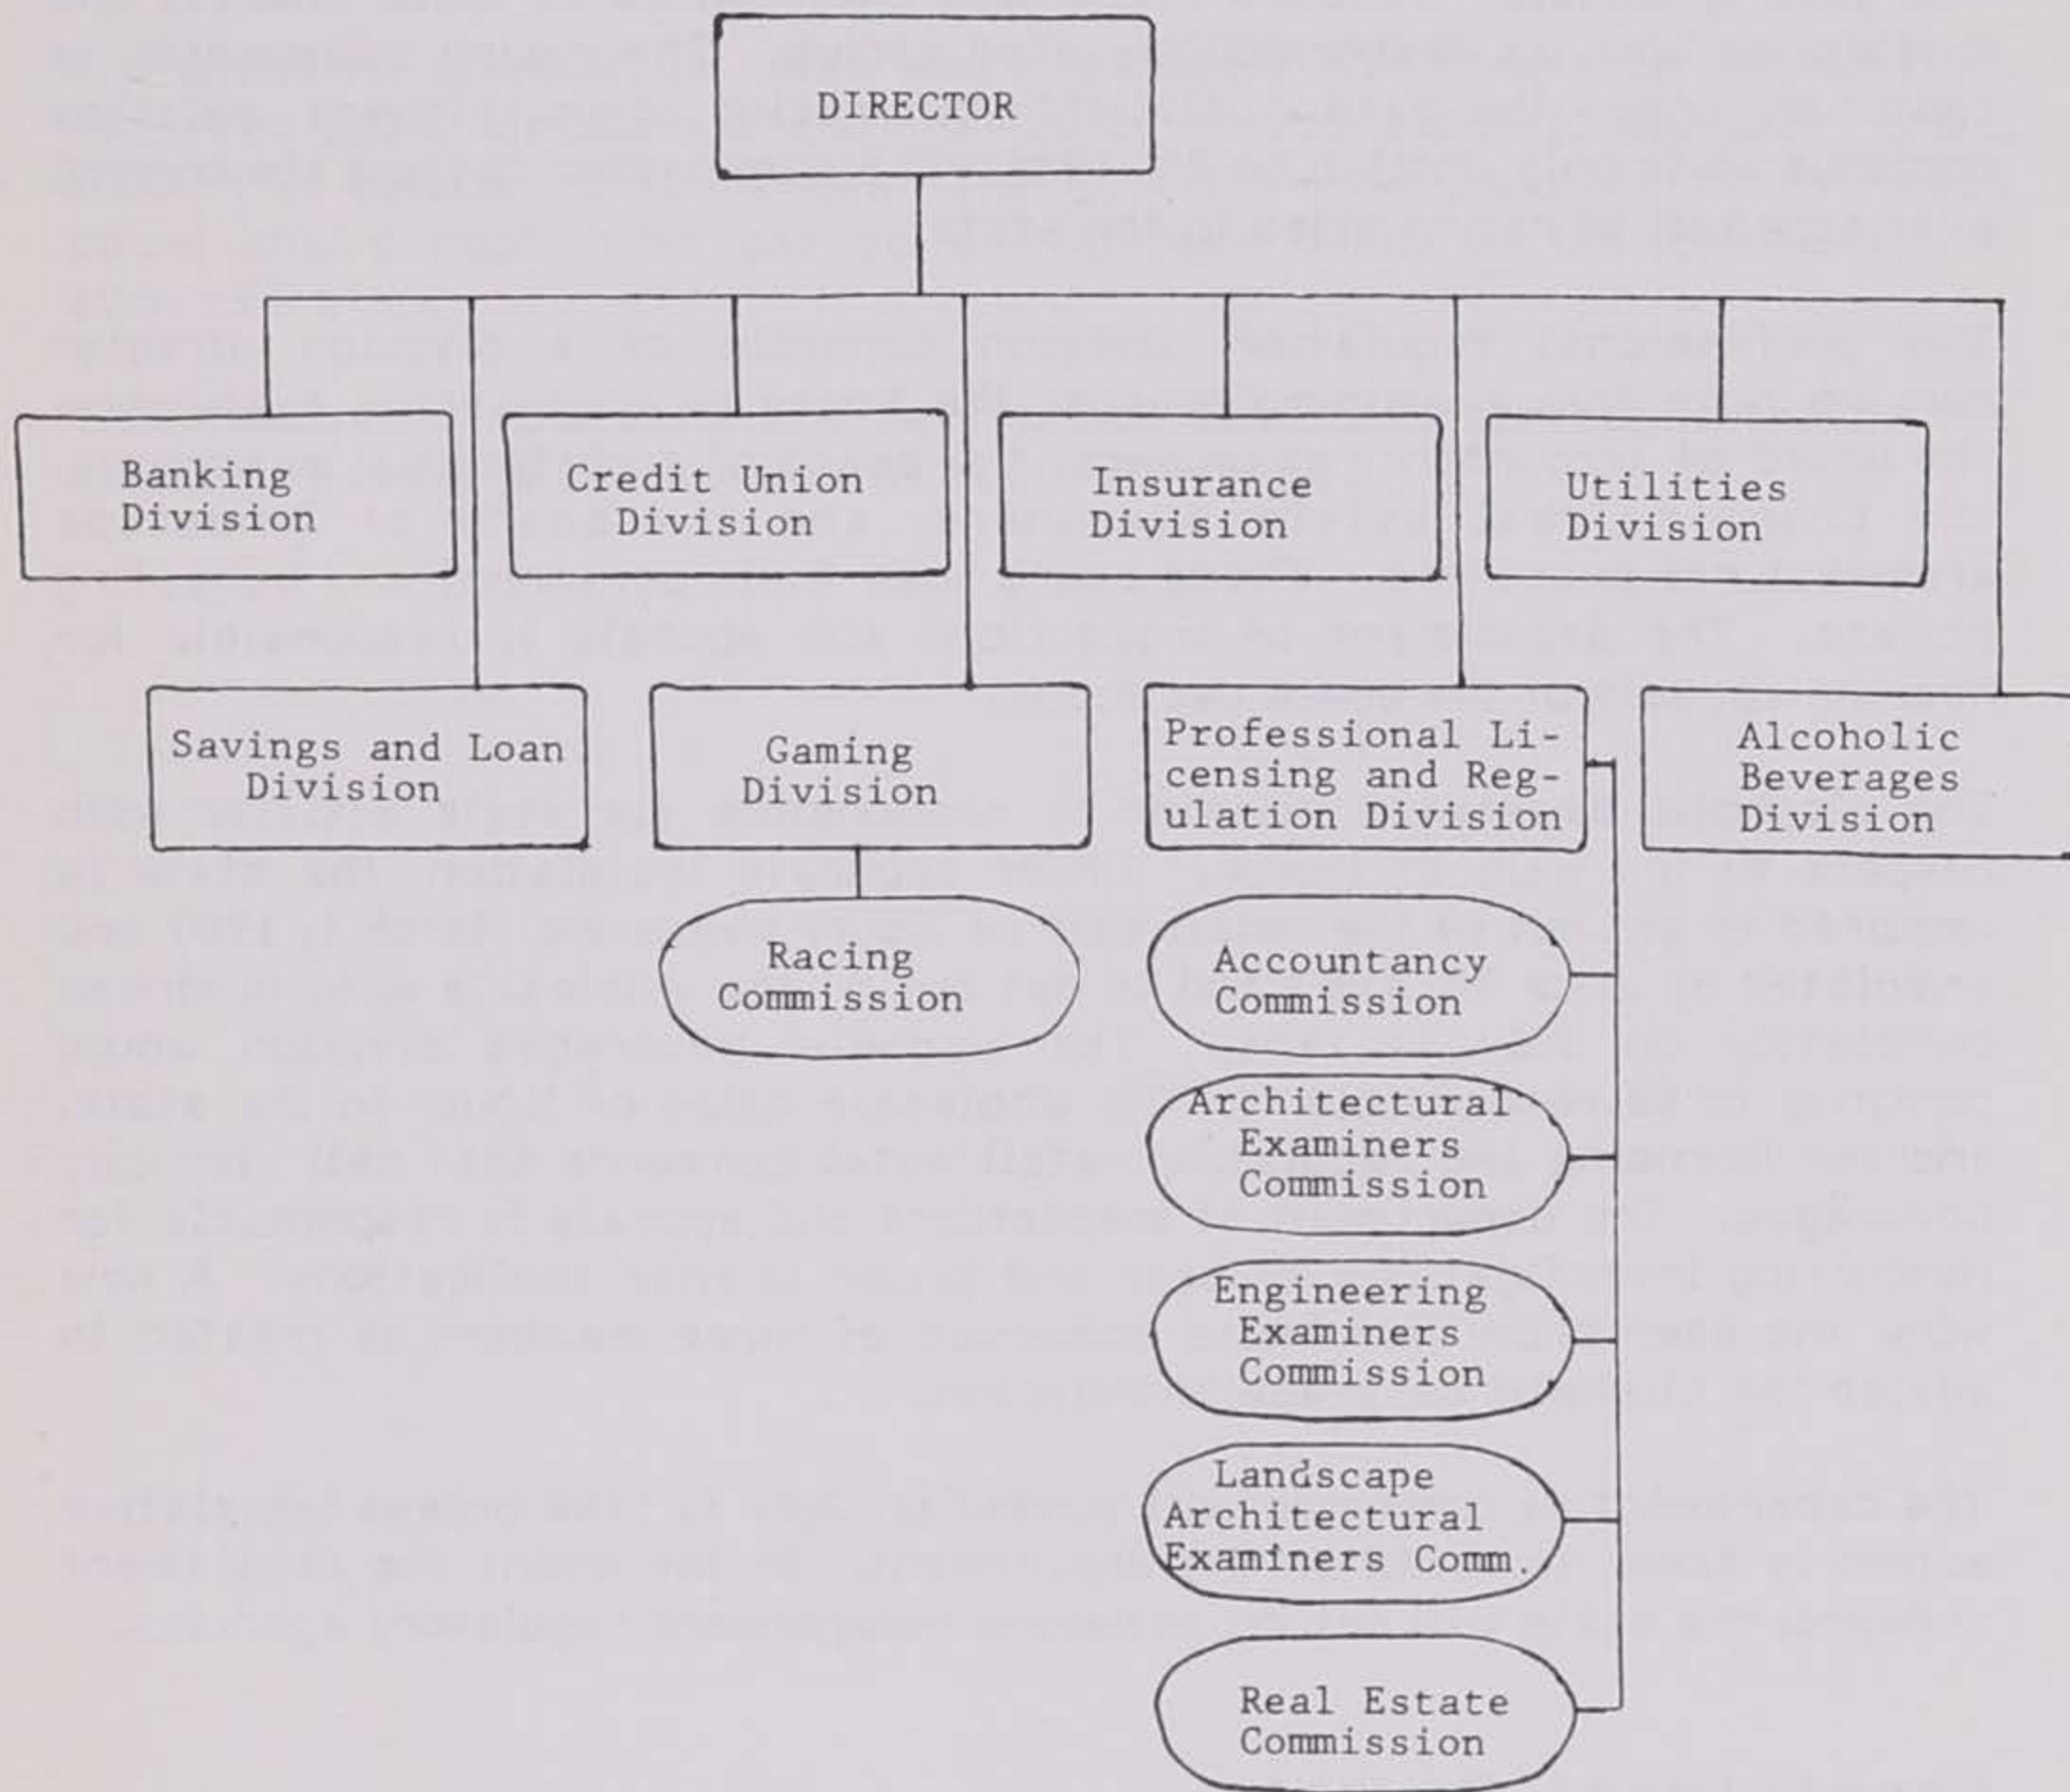 DIRECTOR
Banking
Division
Credit Union
Division
Insurance
Division
Utilities
Division
Savings and Loan
Division
Gaming
Division
Professional Li-
censing and Reg-
ulation Division
Alcoholic
Beverages
Division
Racing
Commission
Accountancy
Commission
Architectural
Examiners
Commission
Engineering
Examiners
Commission
Landscape
Architectural
Examiners Comm.
Real Estate
Commission